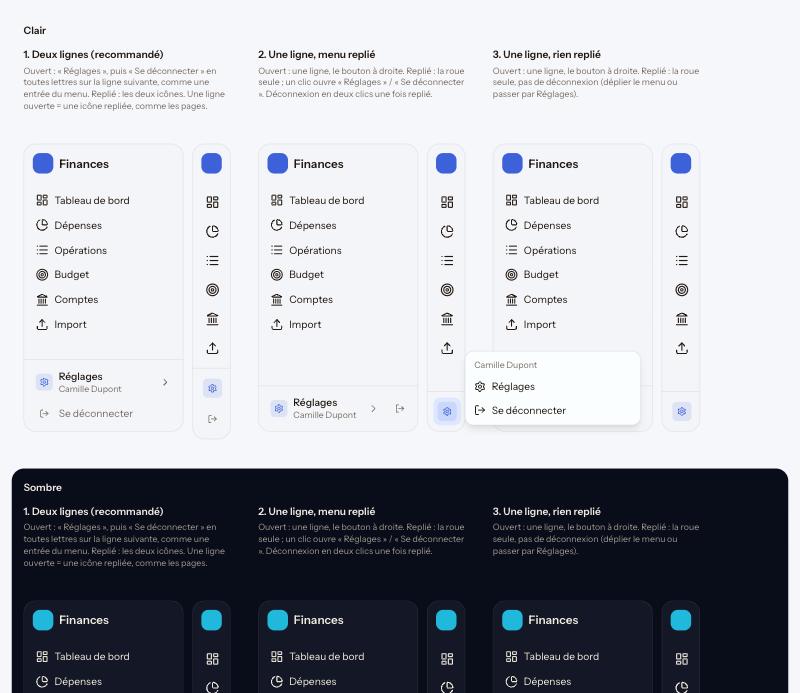 Clair
1. Deux lignes (recommandé)
Ouvert : « Réglages », puis « Se déconnecter » en
toutes lettres sur la ligne suivante, comme une
entrée du menu. Replié : les deux icônes. Une ligne
ouverte = une icône repliée, comme les pages.
2. Une ligne, menu replié
Ouvert : une ligne, le bouton à droite. Replié : la roue
seule ; un clic ouvre « Réglages » / « Se déconnecter
». Déconnexion en deux clics une fois replié.
3. Une ligne, rien replié
Ouvert : une ligne, le bouton à droite. Replié : la roue
seule, pas de déconnexion (déplier le menu ou
passer par Réglages).
Finances
Tableau de bord
Dépenses
Opérations
Budget
Comptes
Import
Réglages
Camille Dupont
Se déconnecter
Finances
Tableau de bord
Dépenses
Opérations
Budget
Comptes
Import
Réglages
Camille Dupont
Finances
Tableau de bord
Dépenses
Opérations
Budget
Comptes
Import
Camille Dupont
Réglages
Se déconnecter
Sombre
1. Deux lignes (recommandé)
Ouvert : « Réglages », puis « Se déconnecter » en
toutes lettres sur la ligne suivante, comme une
entrée du menu. Replié : les deux icônes. Une ligne
ouverte = une icône repliée, comme les pages.
2. Une ligne, menu replié
Ouvert : une ligne, le bouton à droite. Replié : la roue
seule ; un clic ouvre « Réglages » / « Se déconnecter
». Déconnexion en deux clics une fois replié.
3. Une ligne, rien replié
Ouvert : une ligne, le bouton à droite. Replié : la roue
seule, pas de déconnexion (déplier le menu ou
passer par Réglages).
Finances
Tableau de bord
Dépenses
Finances
Tableau de bord
Dépenses
Finances
Tableau de bord
Dépenses